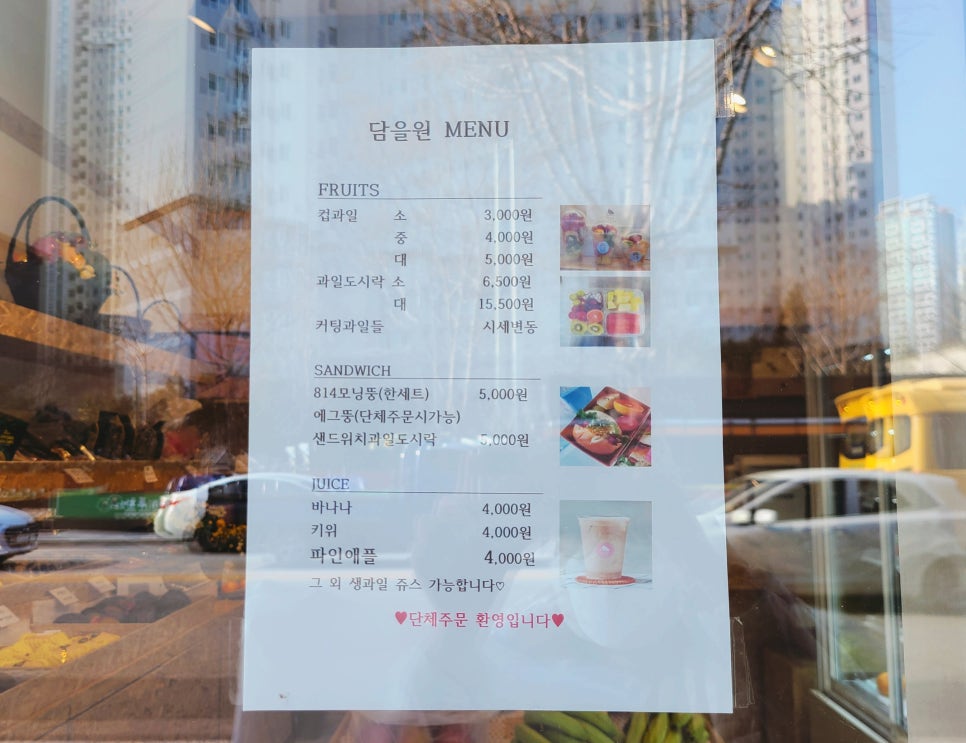 담을원 MENU
FRUITS
컵과일 소 3,000원
중 4,000원
대 5,000원
과일도시락 소 6,500원
대 15,500원
커팅과일들 시세변동
SANDWICH
814모닝뚱(한세트) 5,000원
에그뚱(단체주문시가능)
샌드위치과일도시락 5,000원
JUICE
바나나 4,000원
키위 4,000원
파인애플 4,000원
그 외 생과일 쥬스 가능합니다♡
♥단체주문 환영입니다♥